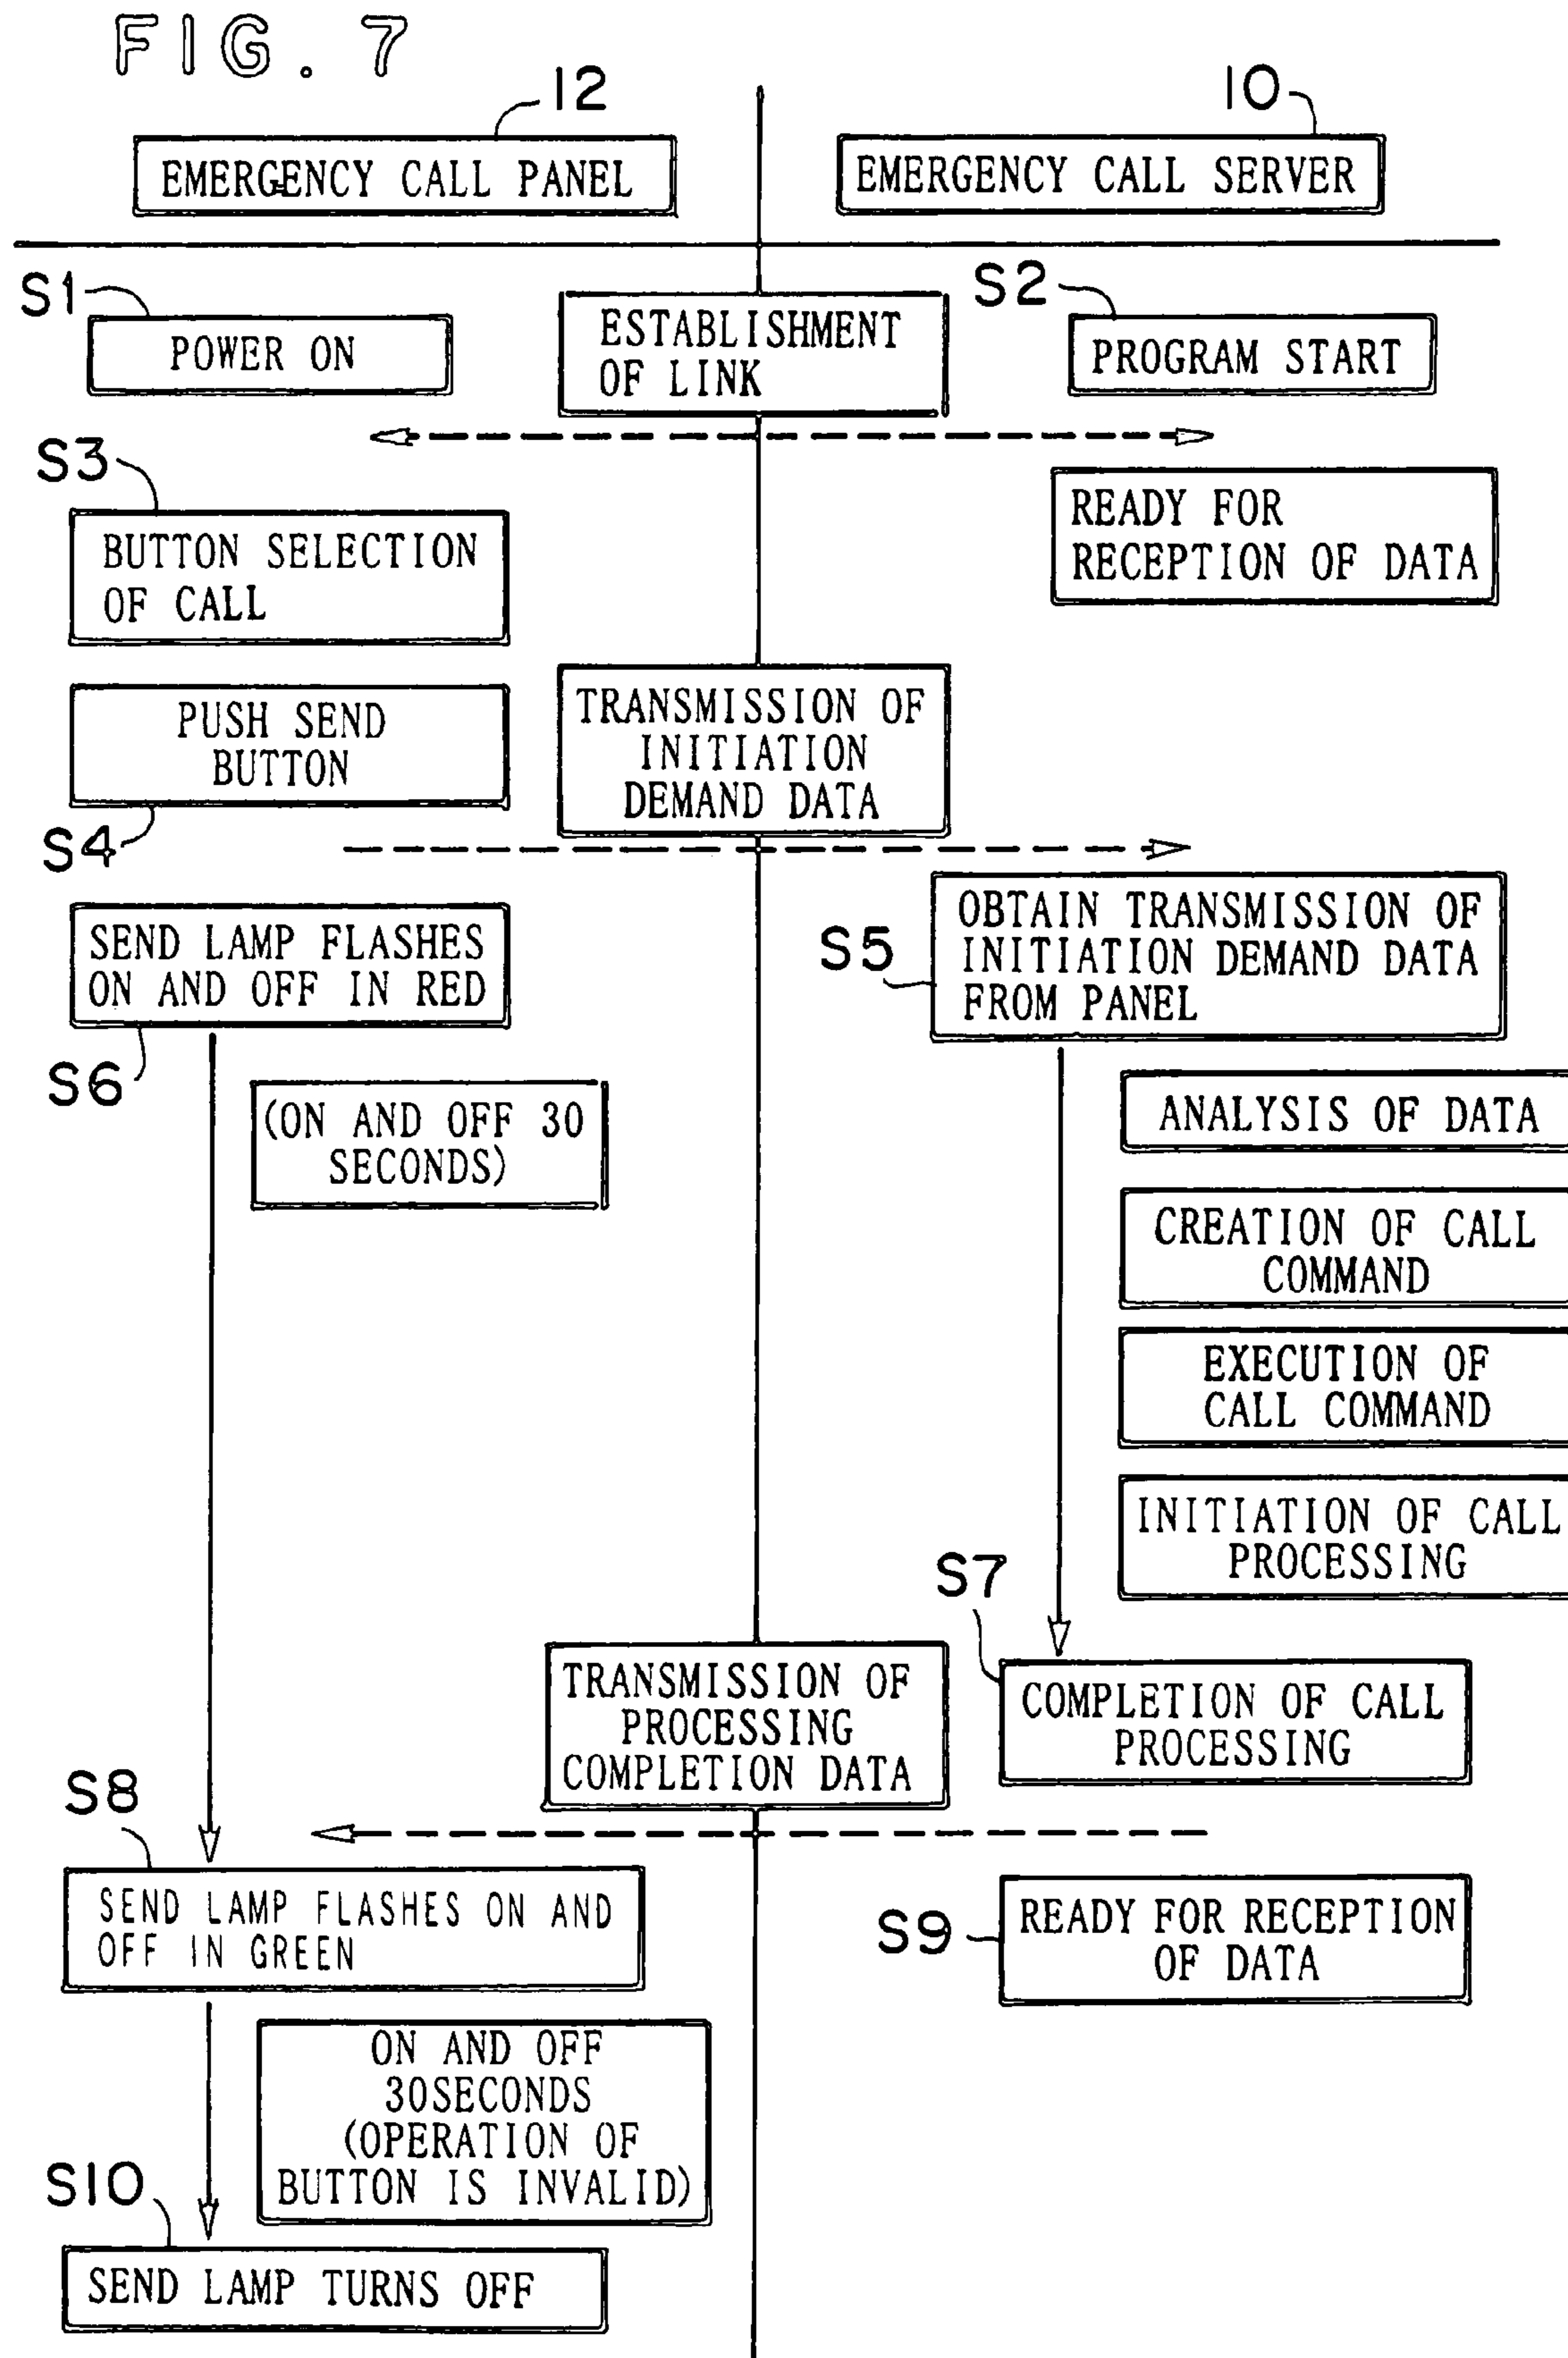 FIG. 7
12
10
EMERGENCY CALL PANEL
EMERGENCY CALL SERVER
S1
POWER ON
ESTABLISHMENT
OF LINK
S2
PROGRAM START
S3
BUTTON SELECTION
OF CALL
READY FOR
RECEPTION OF DATA
PUSH SEND
BUTTON
S4
TRANSMISSION OF
INITIATION
DEMAND DATA
SEND LAMP FLASHES
ON AND OFF IN RED
S6
S5
OBTAIN TRANSMISSION OF
INITIATION DEMAND DATA
FROM PANEL
(ON AND OFF 30
SECONDS)
ANALYSIS OF DATA
CREATION OF CALL
COMMAND
EXECUTION OF
CALL COMMAND
INITIATION OF CALL
PROCESSING
S7
COMPLETION OF CALL
PROCESSING
TRANSMISSION OF
PROCESSING
COMPLETION DATA
S8
SEND LAMP FLASHES ON AND
OFF IN GREEN
S9
READY FOR RECEPTION
OF DATA
ON AND OFF
30SECONDS
(OPERATION OF
BUTTON IS INVALID)
S10
SEND LAMP TURNS OFF